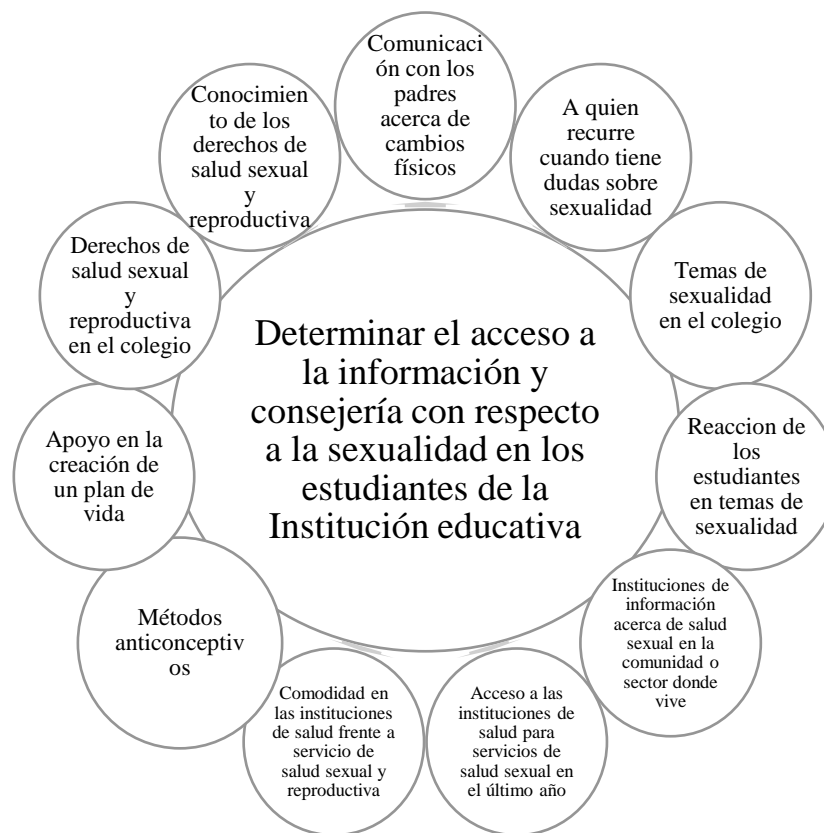 Comunicaci
ón con los
padres
acerca de
cambios
físicos
A quien
recurre
cuando tiene
dudas sobre
sexualidad
Temas de
sexualidad
en el colegio
Reaccion de
los
estudiantes
en temas de
sexualidad
Instituciones de
información
acerca de salud
sexual en la
comunidad o
sector donde
vive
Acceso a las
instituciones de
salud para
servicios de
salud sexual en
el último año
Comodidad en
las instituciones
de salud frente a
servicio de
salud sexual y
reproductiva
Métodos
anticonceptiv
os
Apoyo en la
creación de
un plan de
vida
Derechos de
salud sexual
y
reproductiva
en el colegio
Conocimien
to de los
derechos de
salud sexual
y
reproductiva
Determinar el acceso a
la información y
consejería con respecto
a la sexualidad en los
estudiantes de la
Institución educativa